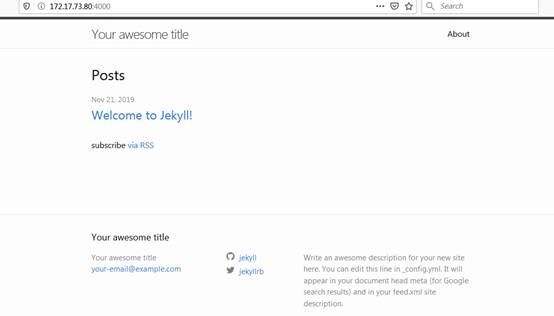 172.17.73.80:4000
Search
Your awesome title
About
Posts
Nov 21, 2019
Welcome to Jekyll!
subscribe via RSS
Your awesome title
Your awesome title
your-email@example.com
jekyll
jekyllrb
Write an awesome description for your new site
here. You can edit this line in _config.yml. It will
appear in your document head meta (for Google
search results) and in your feed.xml site
description.